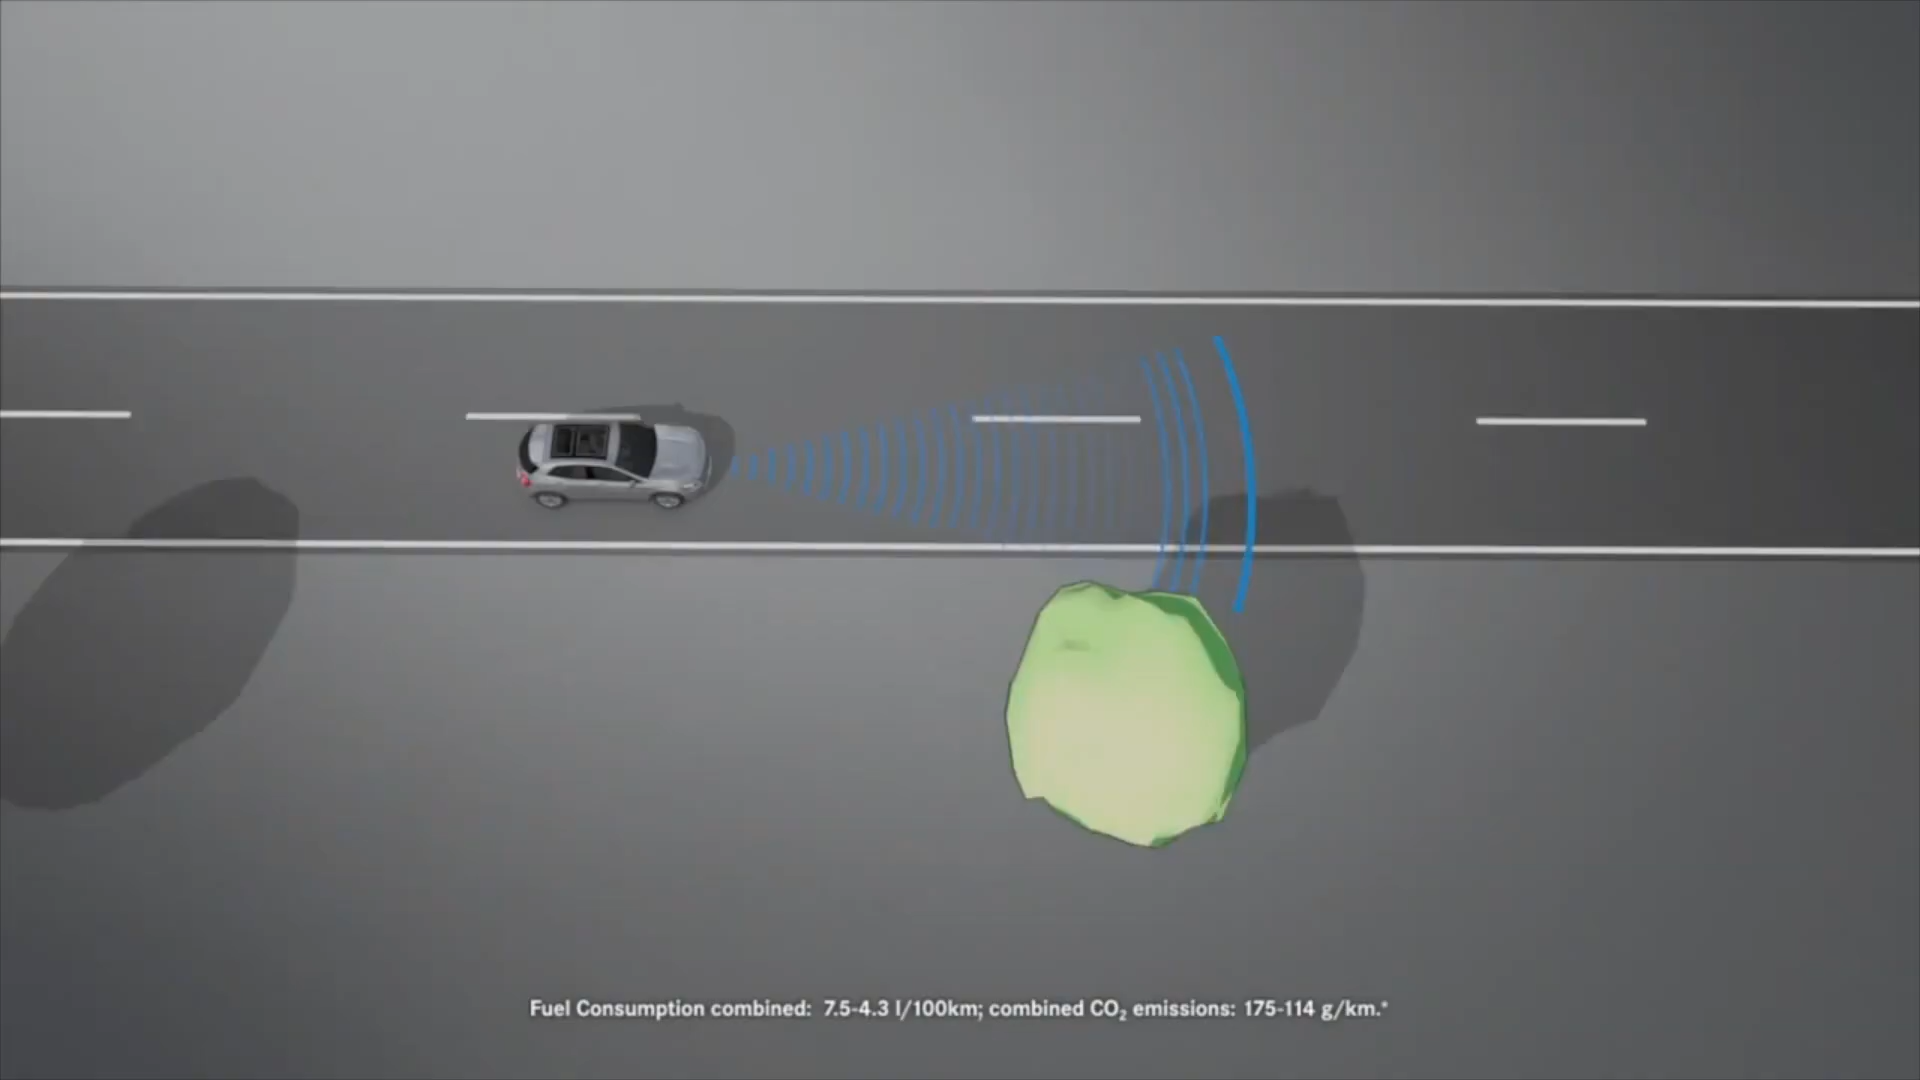 Fuel Consumption combined: 7.5-4.3 l/100km; combined CO₂ emissions: 175-114 g/km.*